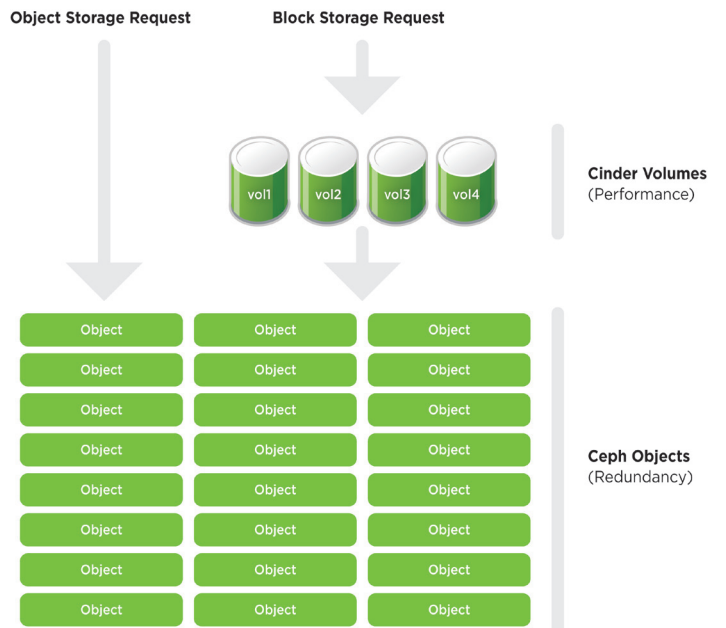 Object Storage Request
Block Storage Request
vol1 vol2 vol3 vol4
Cinder Volumes
(Performance)
Object Object Object
Object Object Object
Object Object Object
Object Object Object
Object Object Object
Object Object Object
Object Object Object
Object Object Object
Ceph Objects
(Redundancy)